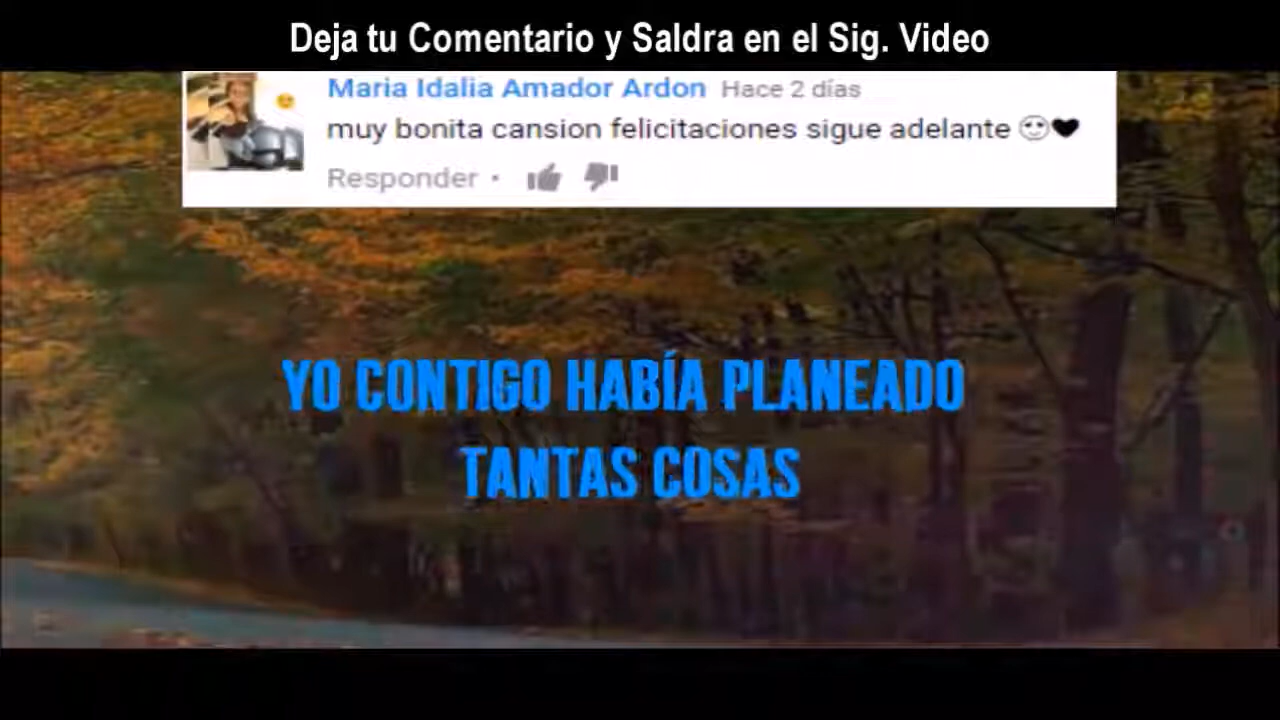 Deja tu Comentario y Saldra en el Sig. Video
Maria Idalia Amador Ardon Hace 2 días
muy bonita cansion felicitaciones sigue adelante 🙂🖤
Responder •
YO CONTIGO HABÍA PLANEADO
TANTAS COSAS